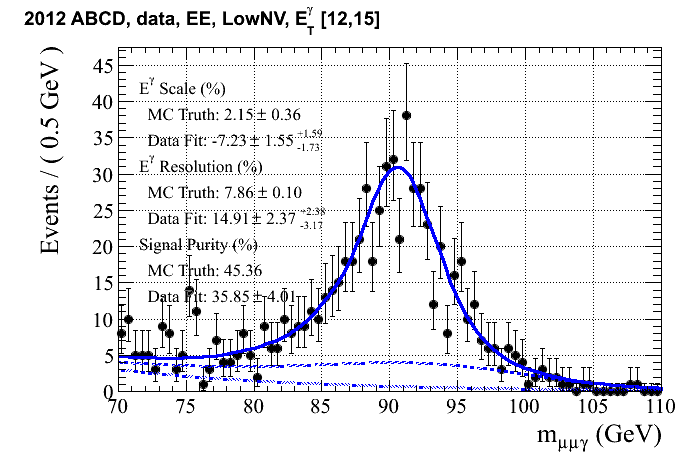 2012 ABCD, data, EE, LowNV, E_T^γ [12,15]
Events / ( 0.5 GeV )
45
40
35
30
25
20
15
10
5
0
E^γ Scale (%)
MC Truth: 2.15 ± 0.36
Data Fit: -7.23 ± 1.55 +1.59 -1.73
E^γ Resolution (%)
MC Truth: 7.86 ± 0.10
Data Fit: 14.91 ± 2.37 +2.38 -3.17
Signal Purity (%)
MC Truth: 45.36
Data Fit: 35.85 ± 4.01
70 75 80 85 90 95 100 105 110
m_μμγ (GeV)